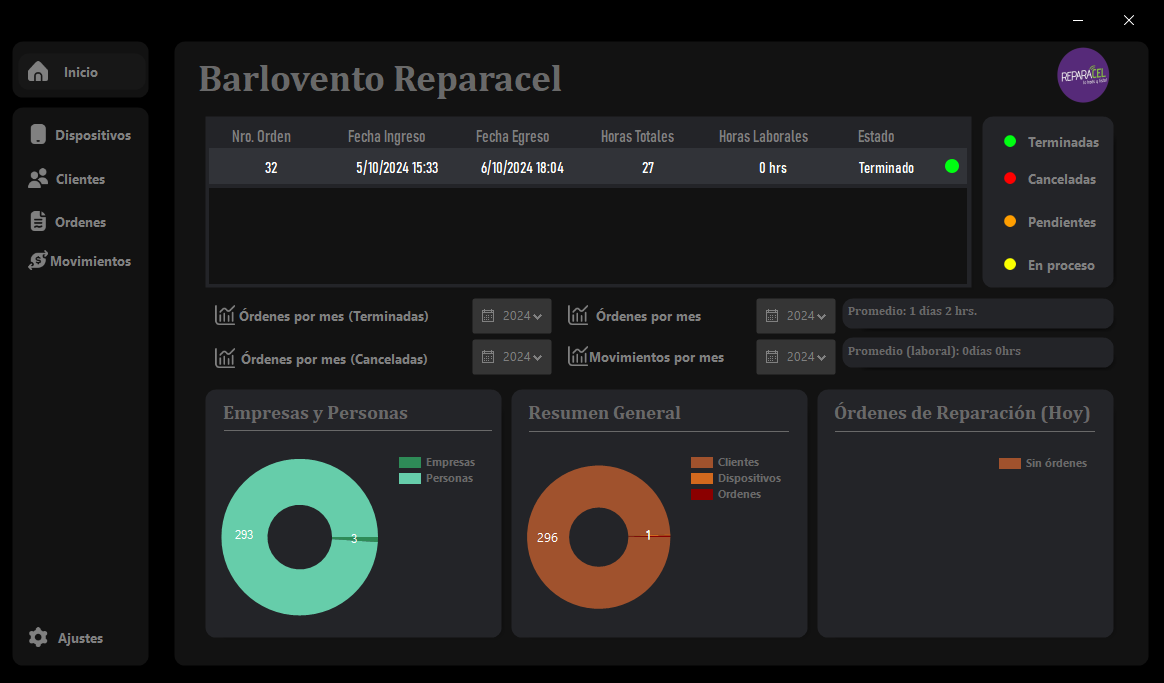 Inicio
Dispositivos
Clientes
Ordenes
Movimientos
Ajustes
Barlovento Reparacel
REPARACEL
Nro. Orden Fecha Ingreso Fecha Egreso Horas Totales Horas Laborales Estado
32 5/10/2024 15:33 6/10/2024 18:04 27 0 hrs Terminado
Terminadas
Canceladas
Pendientes
En proceso
Órdenes por mes (Terminadas) 2024
Órdenes por mes 2024
Promedio: 1 días 2 hrs.
Órdenes por mes (Canceladas) 2024
Movimientos por mes 2024
Promedio (laboral): 0días 0hrs
Empresas y Personas
Empresas
Personas
293
3
Resumen General
Clientes
Dispositivos
Ordenes
296
1
Órdenes de Reparación (Hoy)
Sin órdenes